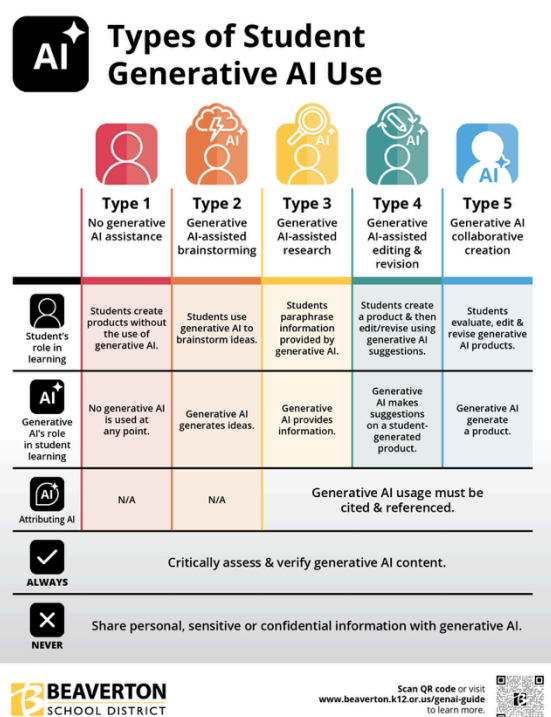 AI
Types of Student
Generative AI Use
AI
AI
AI
AI
Type 1
No generative
AI assistance
Type 2
Generative
AI-assisted
brainstorming
Type 3
Generative
AI-assisted
research
Type 4
Generative
AI-assisted
editing &
revision
Type 5
Generative AI
collaborative
creation
Student's
role in
learning
Students create
products without
the use of
generative AI.
Students use
generative AI to
brainstorm ideas.
Students
paraphrase
information
provided by
generative AI.
Students create
a product & then
edit/revise using
generative AI
suggestions.
Students
evaluate, edit &
revise generative
AI products.
AI
Generative
AI's role
in student
learning
No generative AI
is used at
any point.
Generative AI
generates ideas.
Generative
AI provides
information.
Generative
AI makes
suggestions
on a student-
generated
product.
Generative AI
generate
a product.
AI
Attributing AI
N/A
N/A
Generative AI usage must be
cited & referenced.
ALWAYS
Critically assess & verify generative AI content.
NEVER
Share personal, sensitive or confidential information with generative AI.
B BEAVERTON
SCHOOL DISTRICT
Scan QR code or visit
www.beaverton.k12.or.us/genai-guide
to learn more.
B